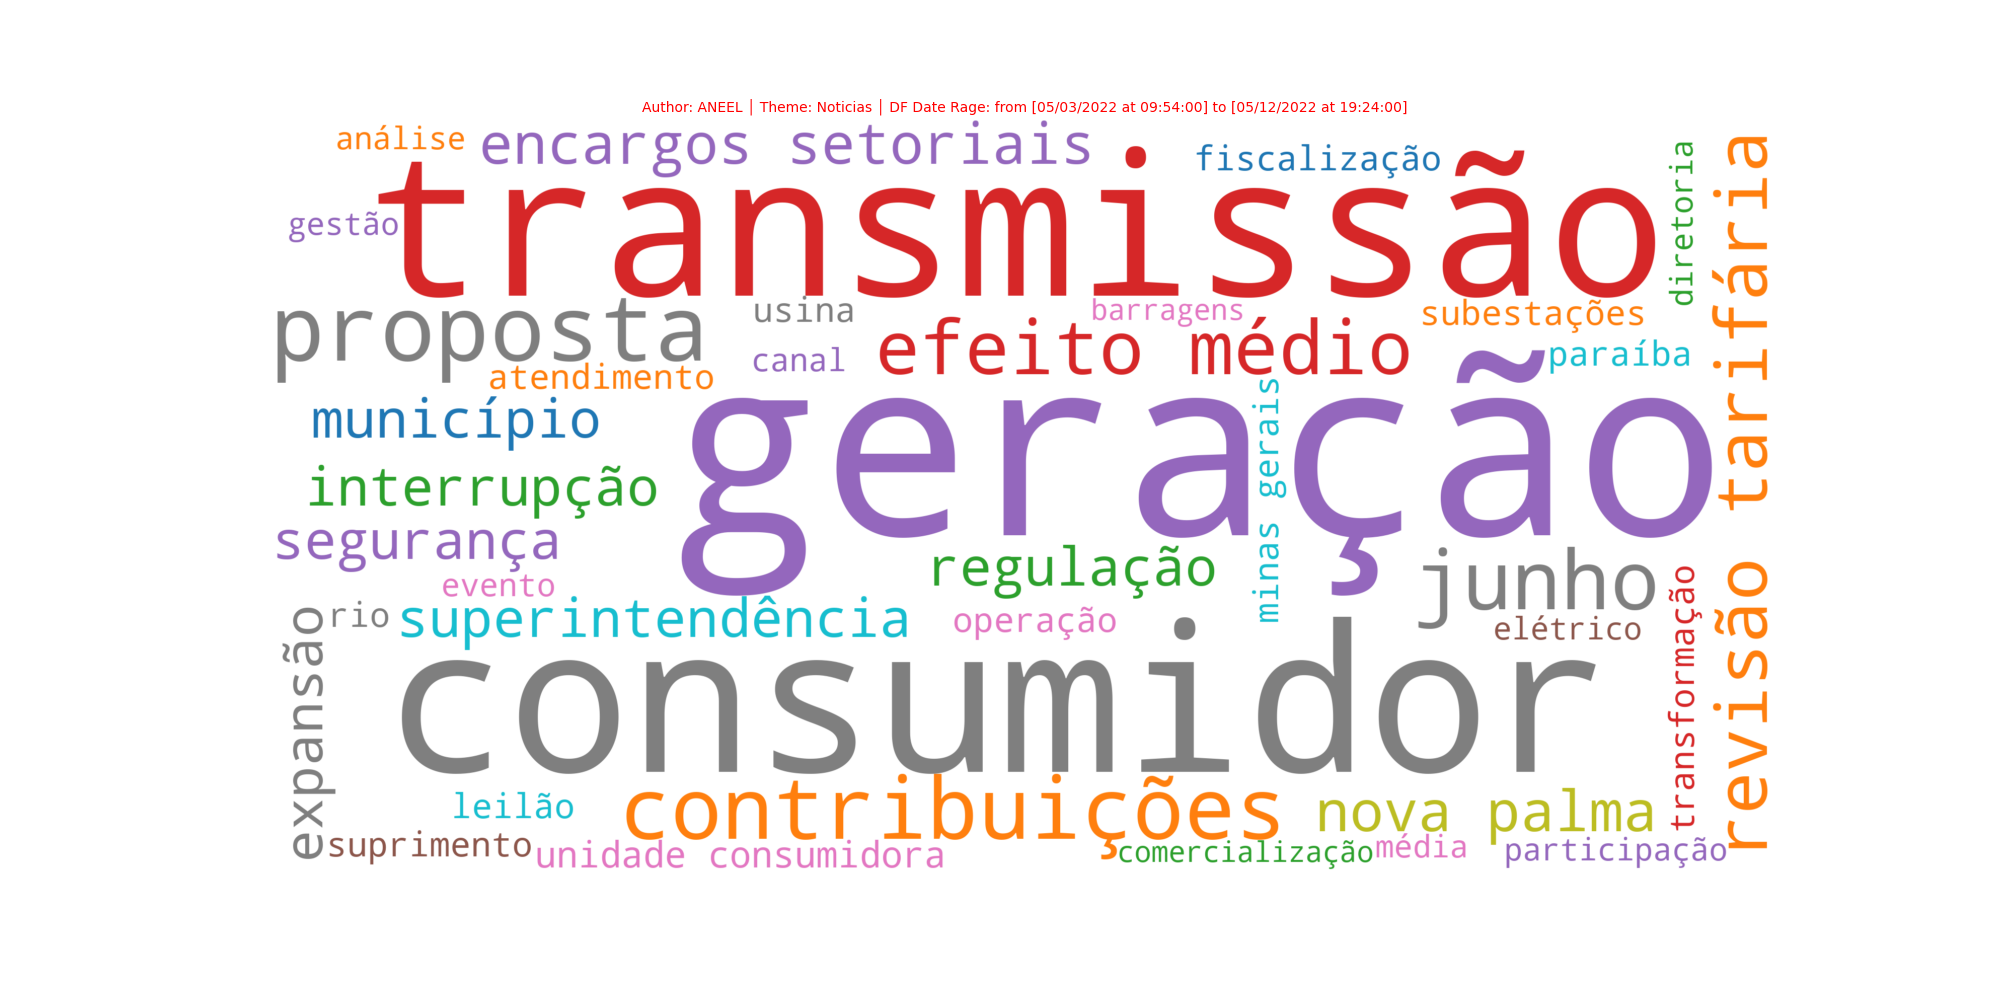 Author: ANEEL | Theme: Noticias | DF Date Rage: from [05/03/2022 at 09:54:00] to [05/12/2022 at 19:24:00]
análise
encargos setoriais
fiscalização
diretoria
revisão tarifária
transmissão
gestão
proposta
usina
barragens
subestações
efeito médio
canal
paraíba
atendimento
município
geração
minas gerais
interrupção
segurança
regulação
junho
evento
superintendência
operação
elétrico
transformação
expansão
rio
consumidor
leilão
contribuições
nova palma
suprimento
unidade consumidora
comercialização
média
participação